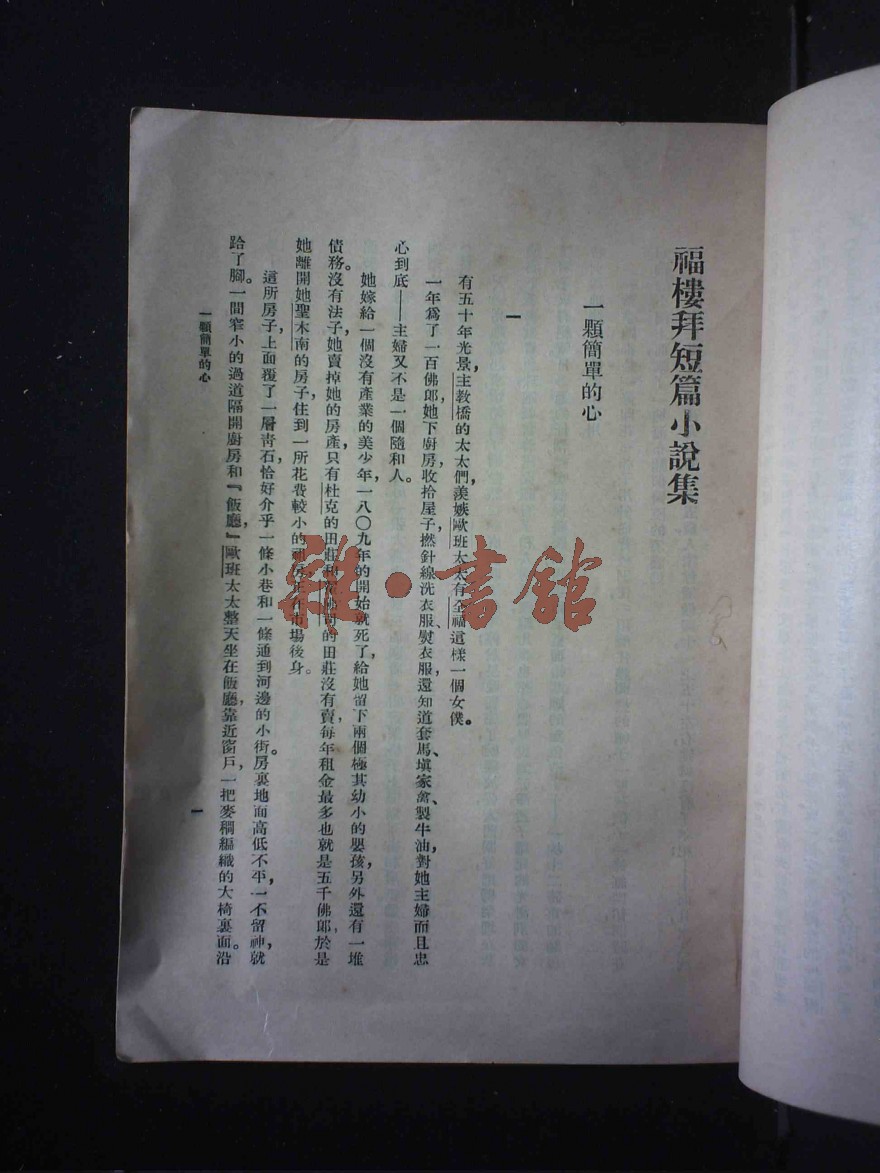 福樓拜短篇小說集
一顆簡單的心
一
有五十年光景，主教橋的太太們，羨嫉歐班太太有全福這樣一個女僕。
一年爲了一百佛郎，她下廚房，收拾屋子，撚針線，洗衣服、熨衣服，還知道套馬、塡家禽、製牛油，對她主婦而且忠
心到底——主婦又不是一個隨和人。
她嫁給一個沒有產業的美少年，一八〇九年的開始就死了，給她留下兩個極其幼小的嬰孩，另外還有一堆
債務。沒有法子，她賣掉她的房產，只有杜克的田莊和 的田莊沒有賣，每年租金最多也就是五千佛郎，於是
她離開她聖木南的房子，住到一所花費較小的祖房，正在市場後身。
這所房子，上面覆了一層靑石，恰好介乎一條小巷和一條通到河邊的小街。房裏地面高低不平，一不留神，就
跲了腳。一間窄小的過道隔開廚房和『飯廳，』歐班太太整天坐在飯廳，靠近窗戶，一把麥稠編織的大椅裏面。沿
一顆簡單的心
一
雜·書館